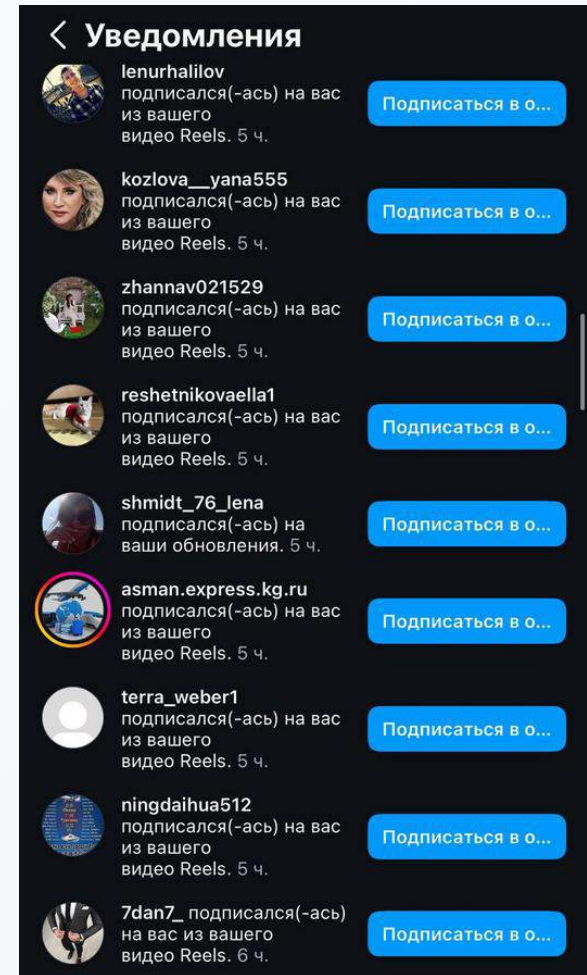 Уведомления
lenurhalilov
подписался(-ась) на вас
из вашего
видео Reels. 5 ч.
Подписаться в о...
kozlova__yana555
подписался(-ась) на вас
из вашего
видео Reels. 5 ч.
Подписаться в о...
zhannav021529
подписался(-ась) на вас
из вашего
видео Reels. 5 ч.
Подписаться в о...
reshetnikovaella1
подписался(-ась) на вас
из вашего
видео Reels. 5 ч.
Подписаться в о...
shmidt_76_lena
подписался(-ась) на
ваши обновления. 5 ч.
Подписаться в о...
asman.express.kg.ru
подписался(-ась) на вас
из вашего
видео Reels. 5 ч.
Подписаться в о...
terra_weber1
подписался(-ась) на вас
из вашего
видео Reels. 5 ч.
Подписаться в о...
ningdaihua512
подписался(-ась) на вас
из вашего
видео Reels. 5 ч.
Подписаться в о...
7dan7_ подписался(-ась)
на вас из вашего
видео Reels. 6 ч.
Подписаться в о...